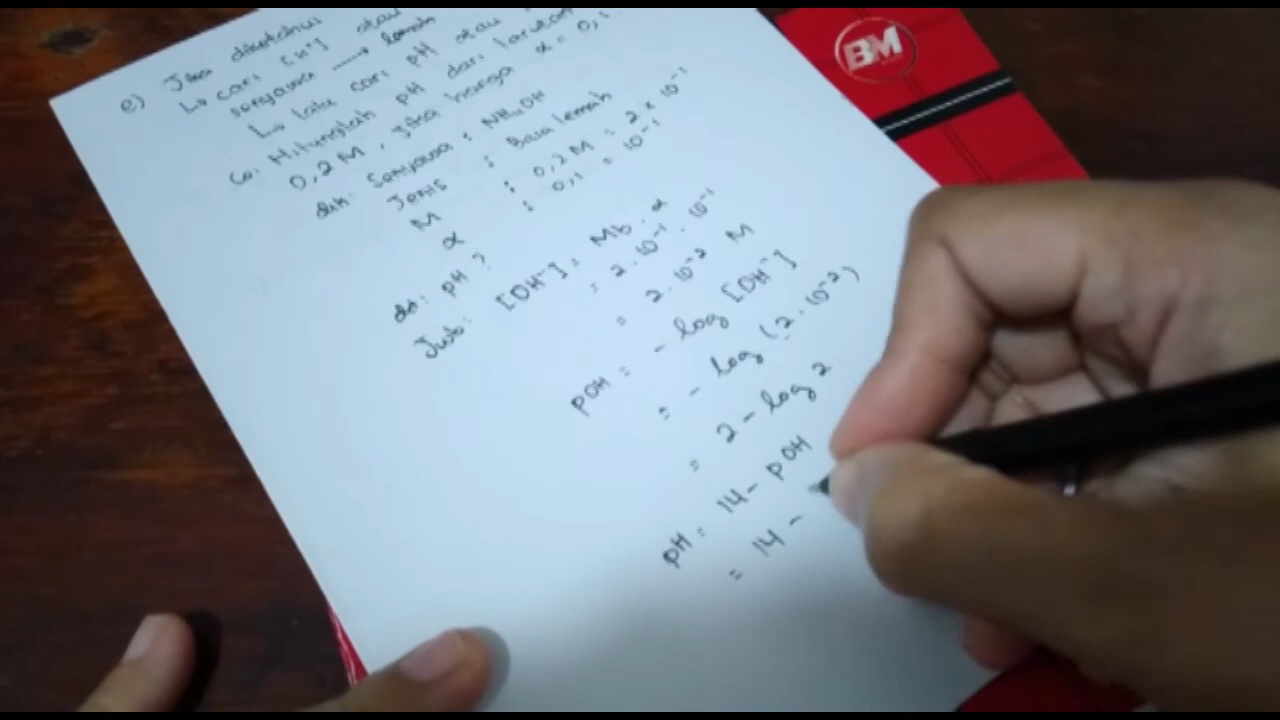 e) Jika diketahui
↳ cari [H⁺] atau
senyawa → lemah
↳ lalu cari pH atau
Co: Hitunglah pH dari larutan
0,2 M, jika harga α = 0,1
dik: Senyawa : NH₄OH
Jenis : Basa lemah
M : 0,2 M = 2 × 10⁻¹
α : 0,1 = 10⁻¹
dit: pH ?
Jwb: [OH⁻] = Mb . α
= 2 . 10⁻¹ . 10⁻¹
= 2 . 10⁻² M
pOH = - log [OH⁻]
= - log (2 . 10⁻²)
= 2 - log 2
pH = 14 - pOH
= 14 -
BM